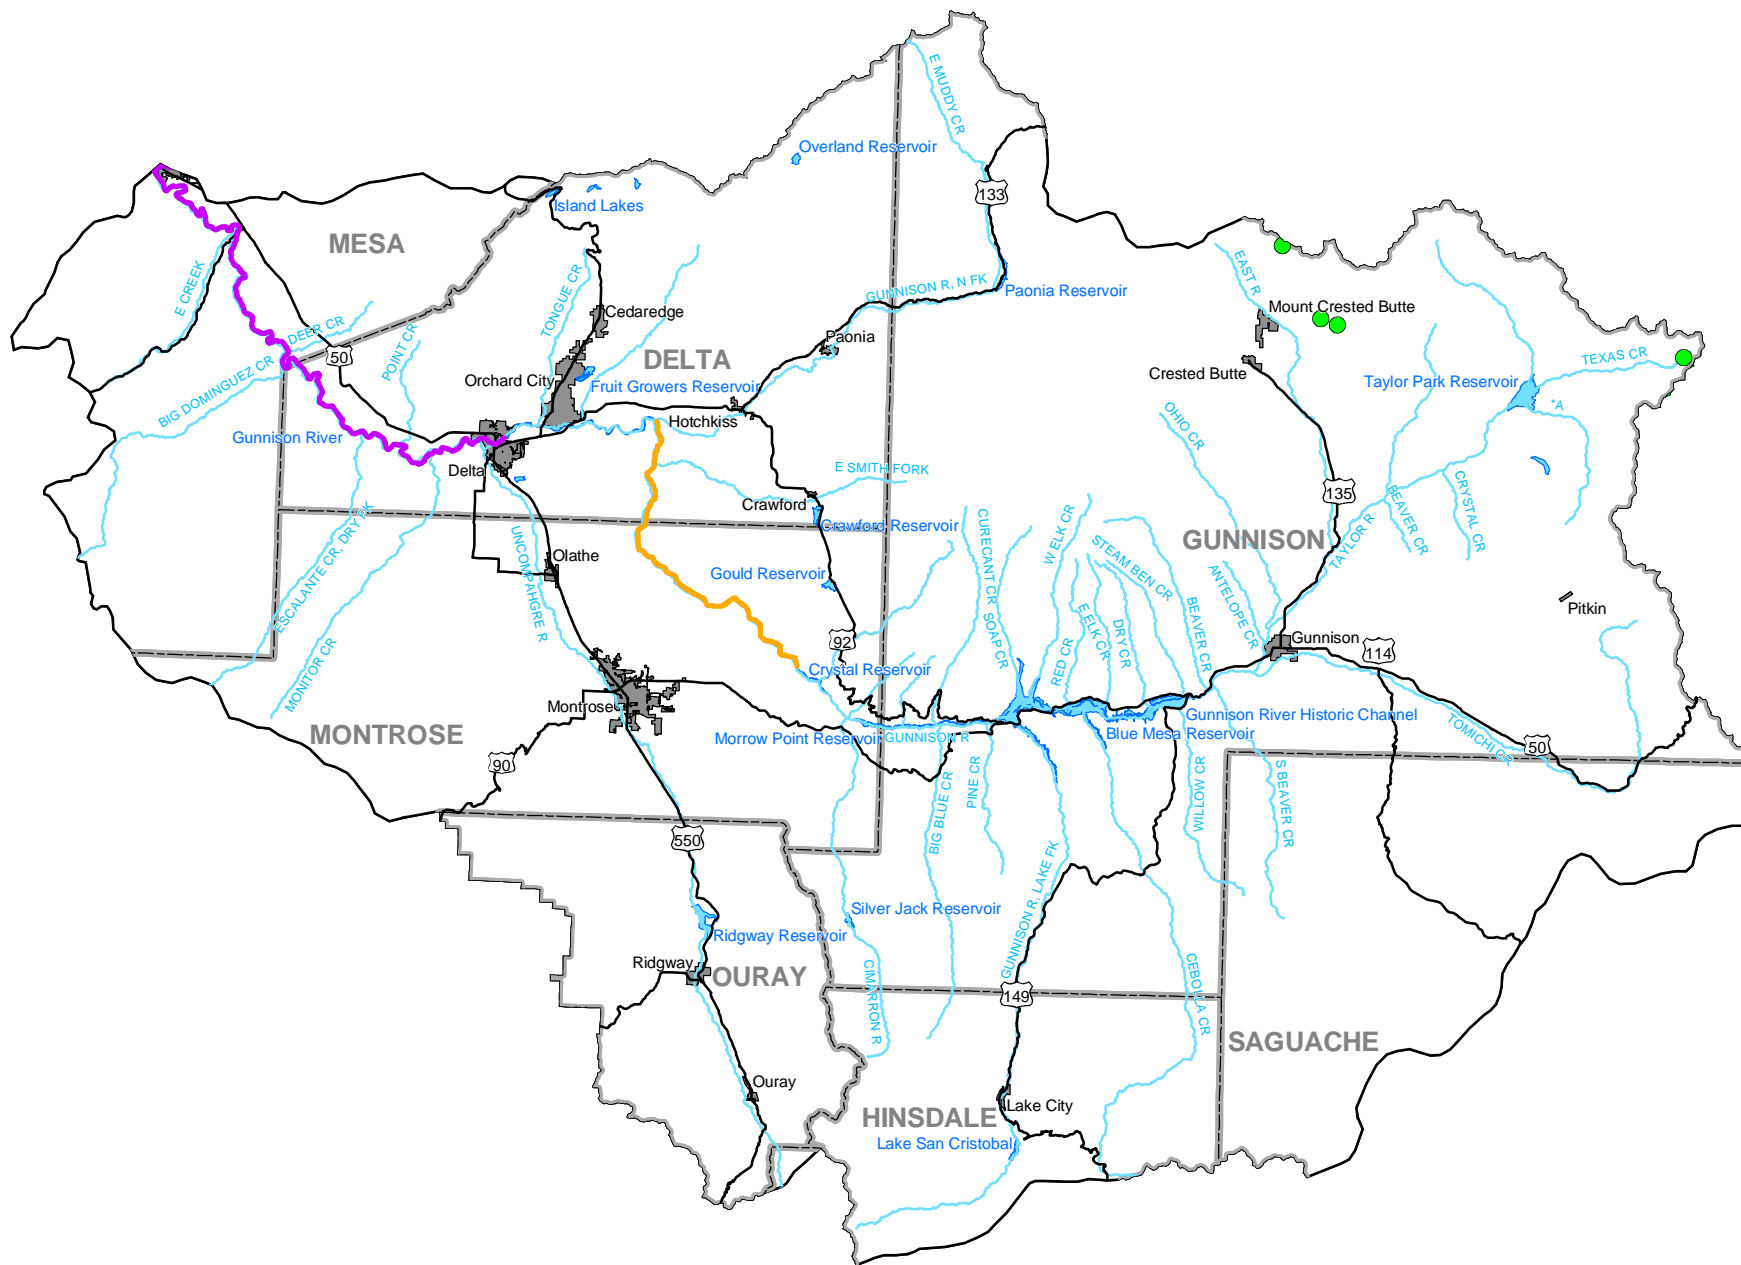 E MUDDY CR
Overland Reservoir
133
Island Lakes
MESA
EAST R
E CREEK
TONGUE CR
GUNNISON R, N FK
Paonia Reservoir
Cedaredge
Mount Crested Butte
DEER CR
POINT CR
50
Paonia
DELTA
TEXAS CR
BIG DOMINGUEZ CR
Orchard City
Fruit Growers Reservoir
Crested Butte
Taylor Park Reservoir
*A
OHIO CR
Hotchkiss
Gunnison River
Delta
E SMITH FORK
135
BEAVER CR
CRYSTAL CR
Crawford
Crawford Reservoir
CURECANT CR
W ELK CR
STEAM BEN CR
GUNNISON
TAYLOR R
ESCALANTE CR, DRY FK
UNCOMPAHGRE R
Olathe
Gould Reservoir
ANTELOPE CR
BEAVER CR
Pitkin
MONITOR CR
92
SOAP CR
RED CR
E ELK CR
DRY CR
Gunnison
114
Crystal Reservoir
Montrose
MONTROSE
Morrow Point Reservoir
GUNNISON R
Blue Mesa Reservoir
Gunnison River Historic Channel
TOMICHI CR
50
90
BIG BLUE CR
PINE CR
WILLOW CR
S BEAVER CR
550
GUNNISON R, LAKE FK
Silver Jack Reservoir
Ridgway Reservoir
Ridgway
OURAY
CIMARRON R
149
CEBOLLA CR
SAGUACHE
Ouray
HINSDALE
Lake City
Lake San Cristobal